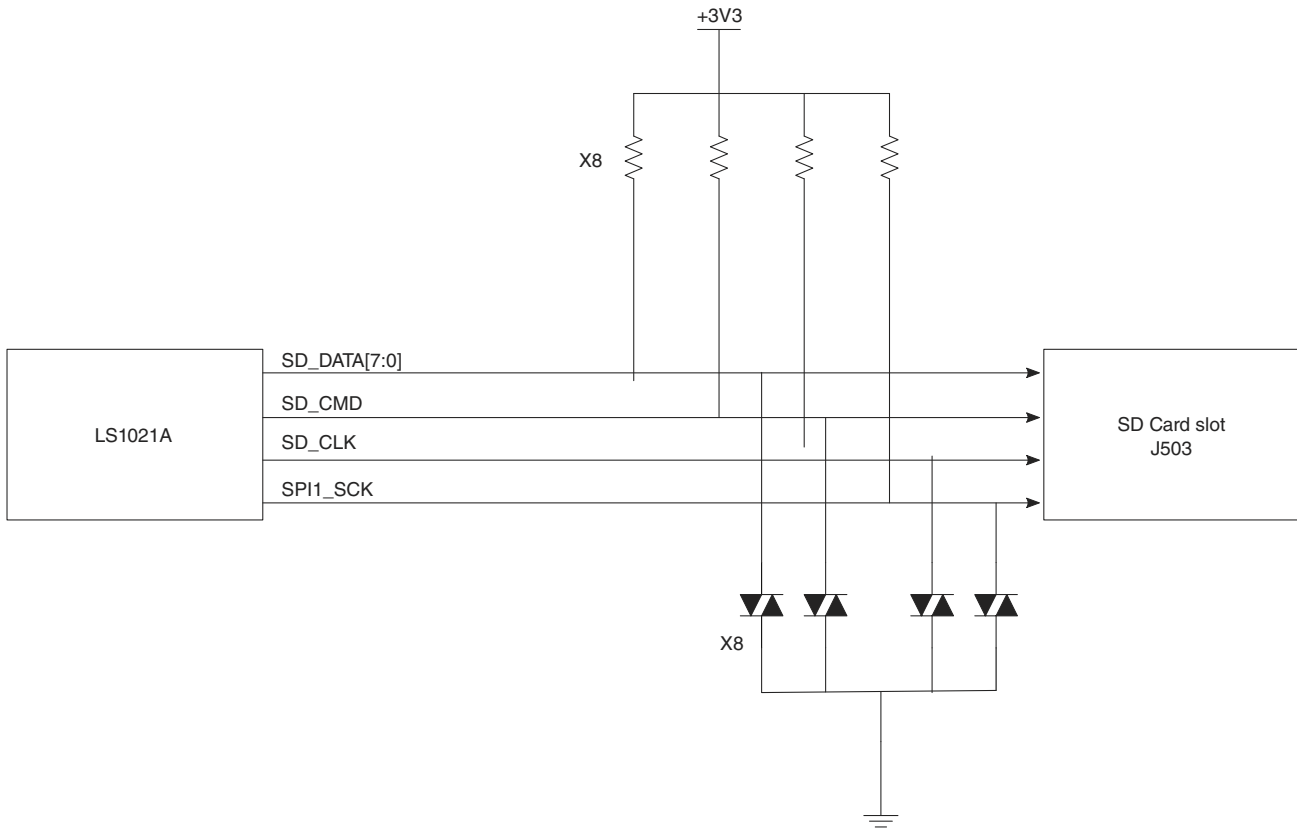 +3V3
X8
SD_DATA[7:0]
SD_CMD
LS1021A
SD_CLK
SPI1_SCK
SD Card slot
J503
X8